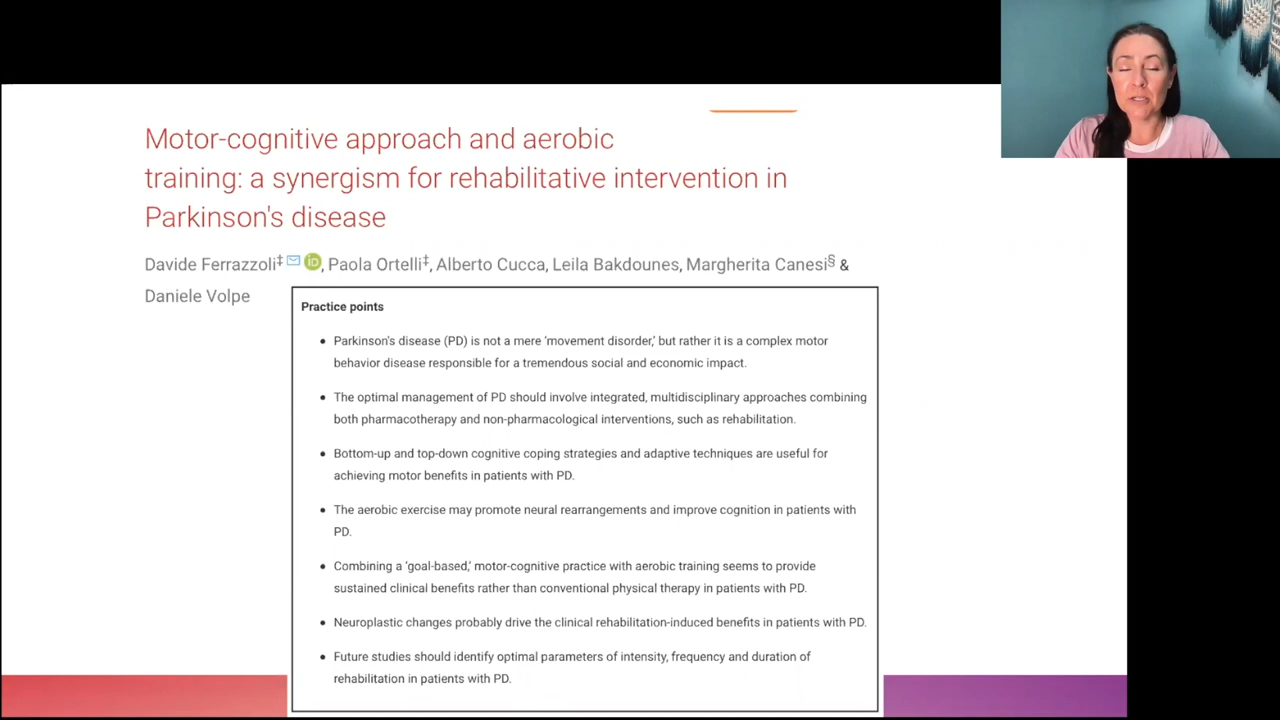 Motor-cognitive approach and aerobic
training: a synergism for rehabilitative intervention in
Parkinson's disease
Davide Ferrazzoli‡ iD, Paola Ortelli‡, Alberto Cucca, Leila Bakdounes, Margherita Canesi§ &
Daniele Volpe
Practice points
• Parkinson's disease (PD) is not a mere 'movement disorder,' but rather it is a complex motor
behavior disease responsible for a tremendous social and economic impact.
• The optimal management of PD should involve integrated, multidisciplinary approaches combining
both pharmacotherapy and non-pharmacological interventions, such as rehabilitation.
• Bottom-up and top-down cognitive coping strategies and adaptive techniques are useful for
achieving motor benefits in patients with PD.
• The aerobic exercise may promote neural rearrangements and improve cognition in patients with
PD.
• Combining a 'goal-based,' motor-cognitive practice with aerobic training seems to provide
sustained clinical benefits rather than conventional physical therapy in patients with PD.
• Neuroplastic changes probably drive the clinical rehabilitation-induced benefits in patients with PD.
• Future studies should identify optimal parameters of intensity, frequency and duration of
rehabilitation in patients with PD.